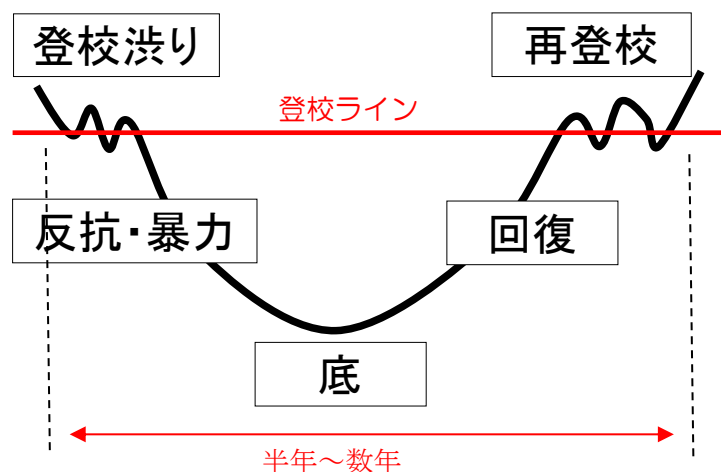 登校渋り
再登校
登校ライン
反抗・暴力
回復
底
半年～数年